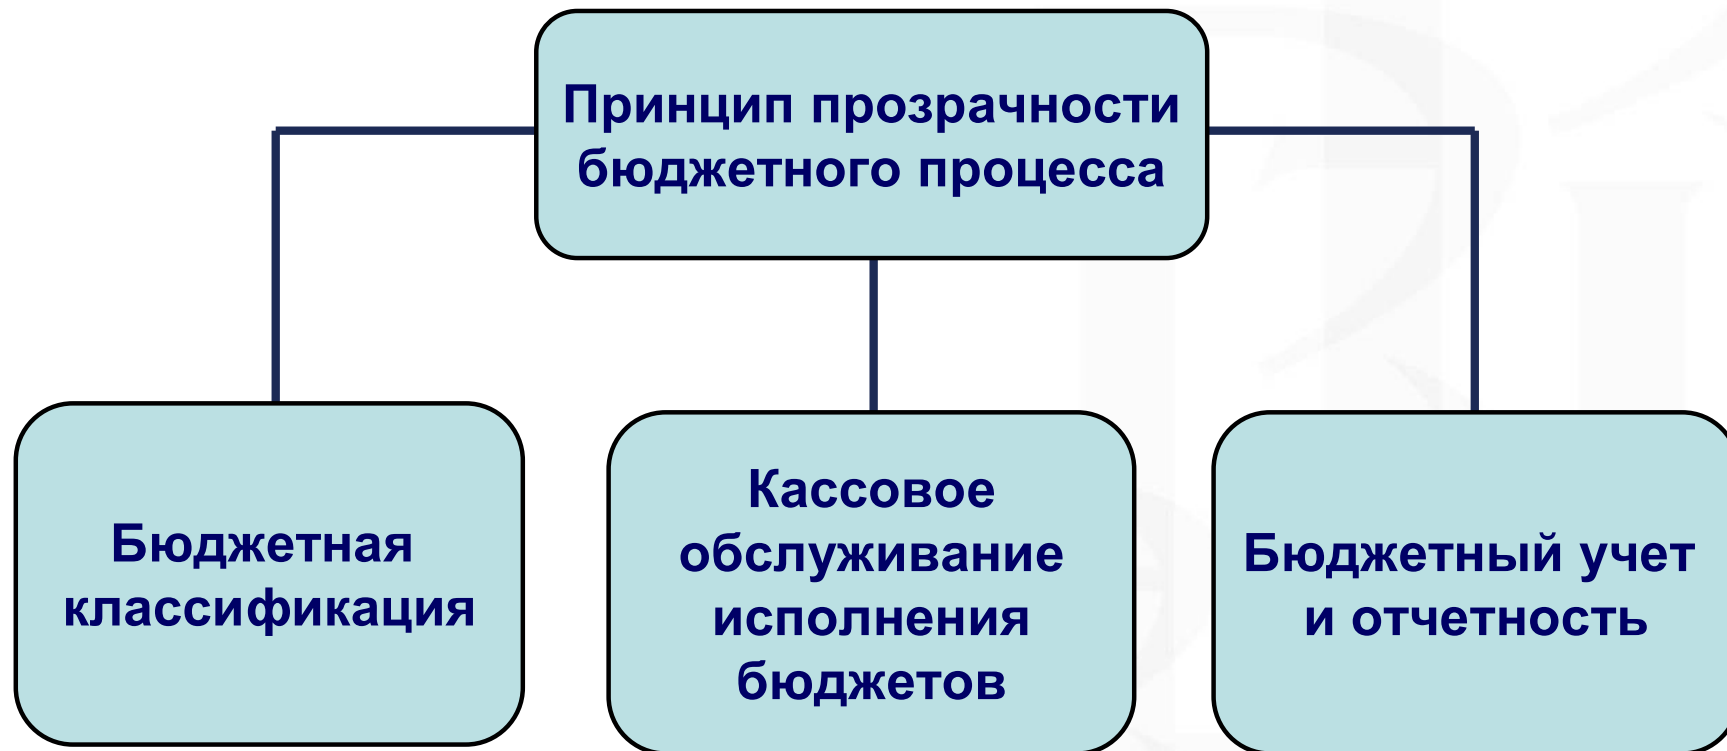 Принцип прозрачности
бюджетного процесса
Бюджетная
классификация
Кассовое
обслуживание
исполнения
бюджетов
Бюджетный учет
и отчетность